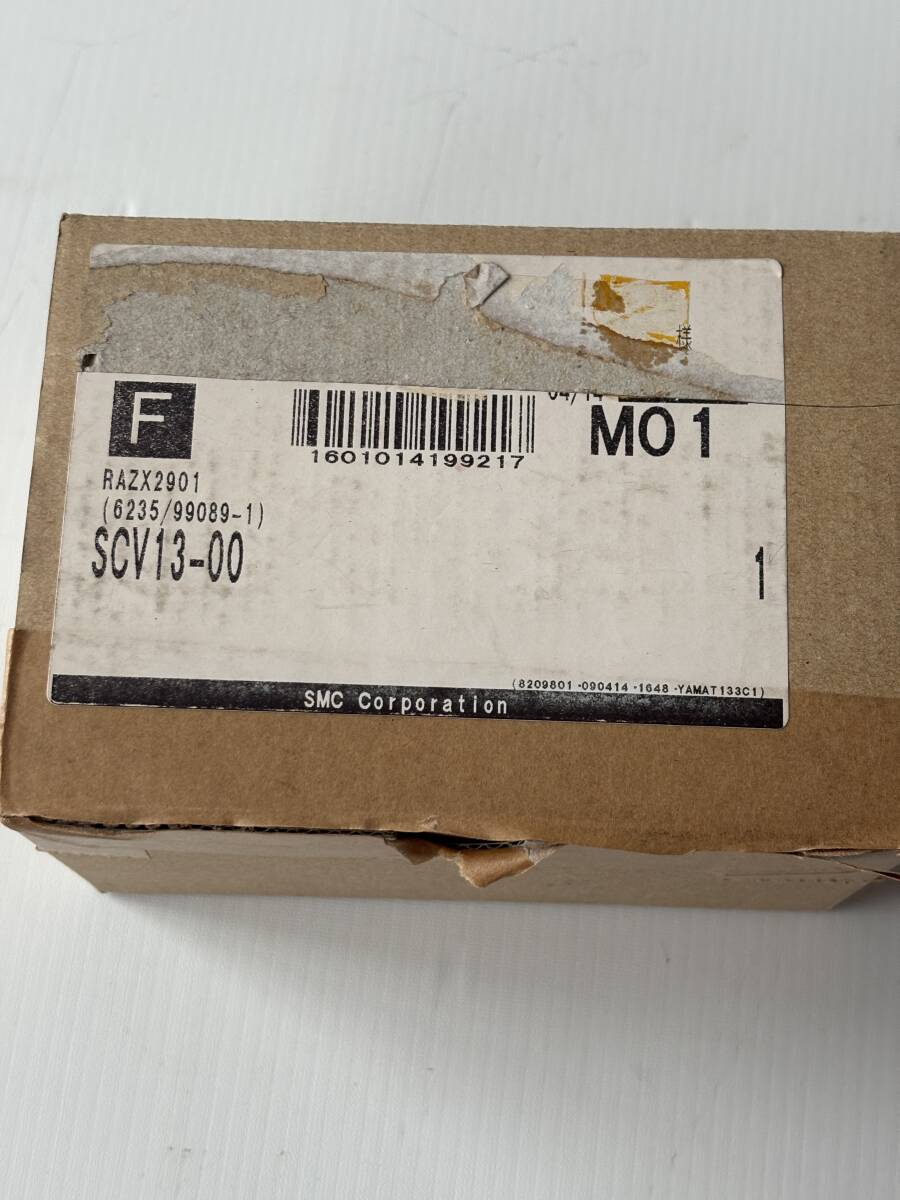 様
04/14
F
1601014199217
M01
RAZX2901
(6235/99089-1)
SCV13-00
1
(8209801 -090414 -1648 -YAMAT133C1)
SMC Corporation